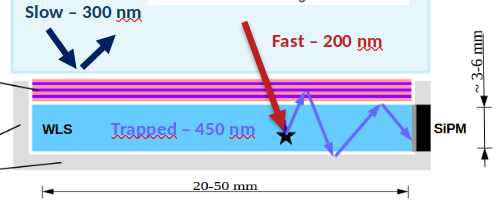 Slow – 300 nm
Fast – 200 nm
~ 3-6 mm
WLS
Trapped – 450 nm
SiPM
20-50 mm